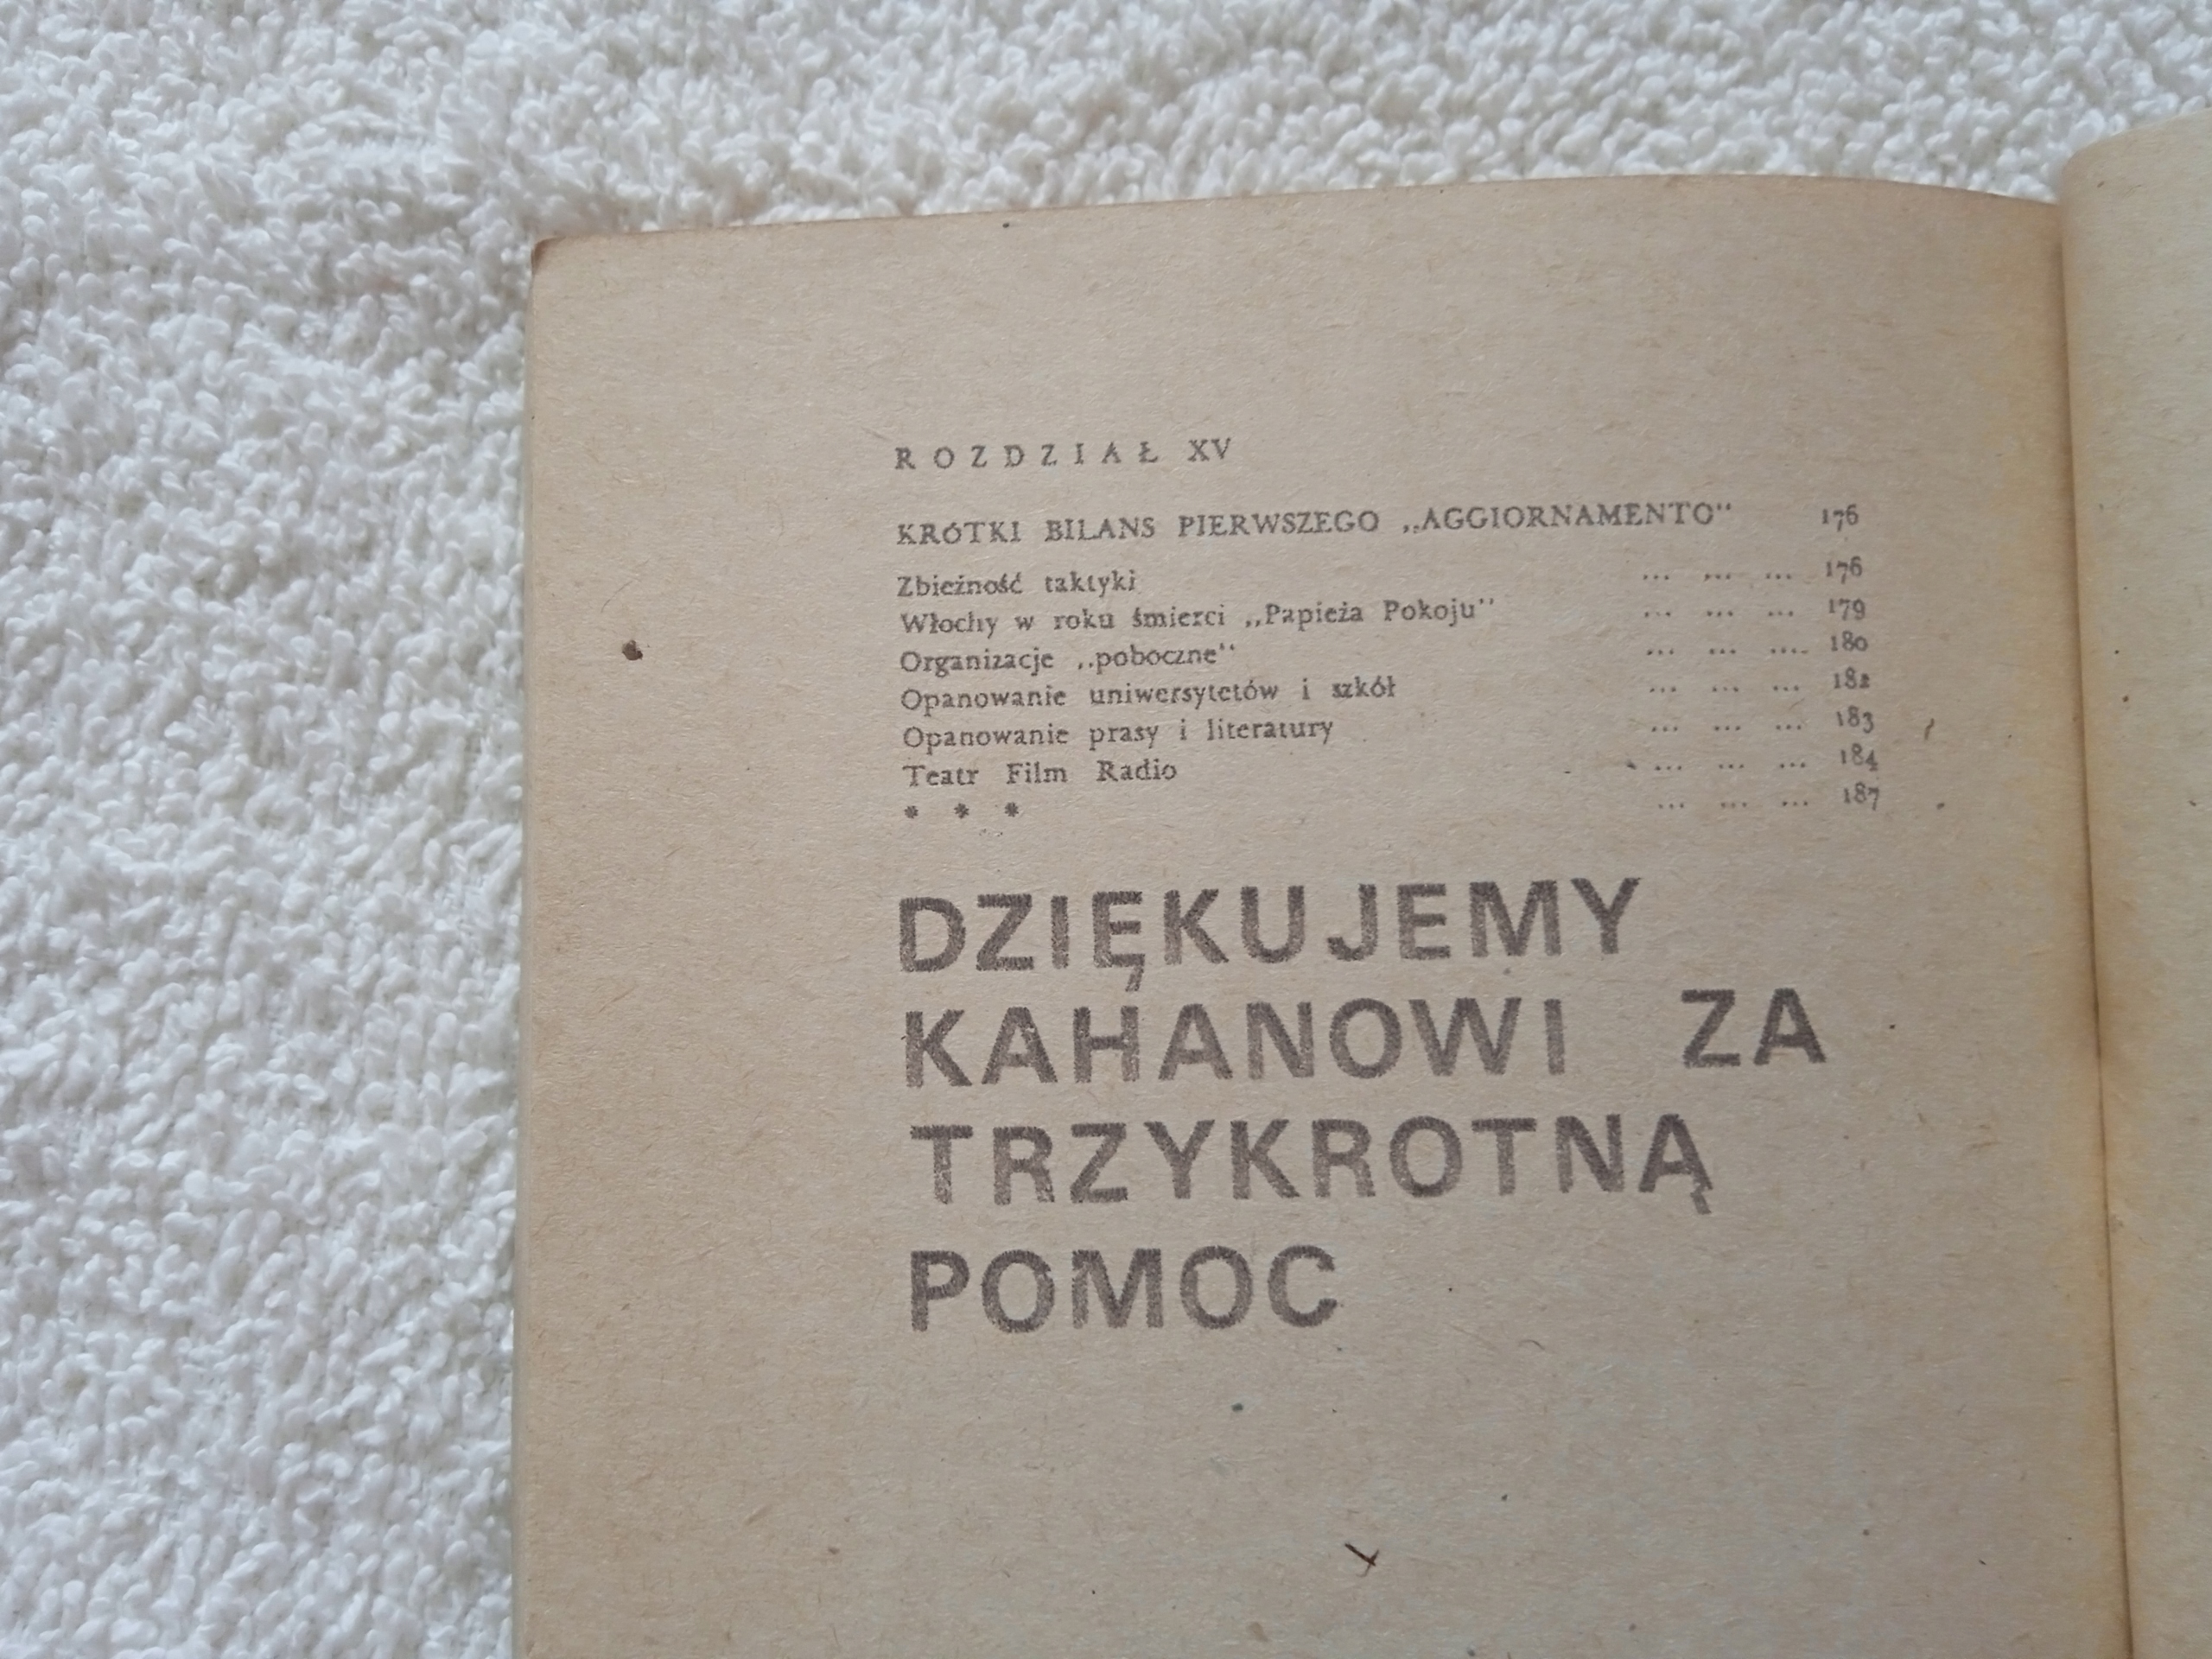 ROZDZIAŁ XV
KRÓTKI BILANS PIERWSZEGO „AGGIORNAMENTO" 176
Zbieżność taktyki ... ... ... 176
Włochy w roku śmierci „Papieża Pokoju" ... ... ... 179
Organizacje „poboczne" ... ... .... 180
Opanowanie uniwersytetów i szkół ... ... ... 182
Opanowanie prasy i literatury ... ... ... 183
Teatr Film Radio ... ... ... 184
* * * ... ... ... 187
DZIĘKUJEMY
KAHANOWI ZA
TRZYKROTNĄ
POMOC